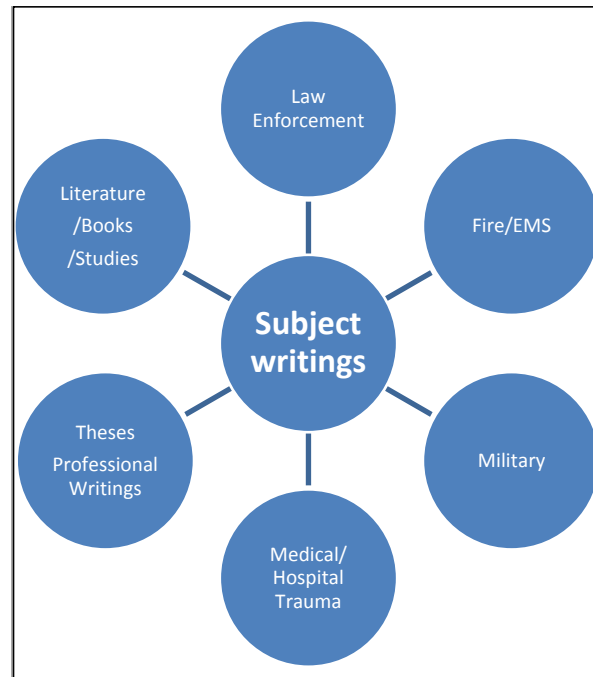 Law
Enforcement
Fire/EMS
Military
Medical/
Hospital
Trauma
Theses
Professional
Writings
Literature
/Books
/Studies
Subject
writings